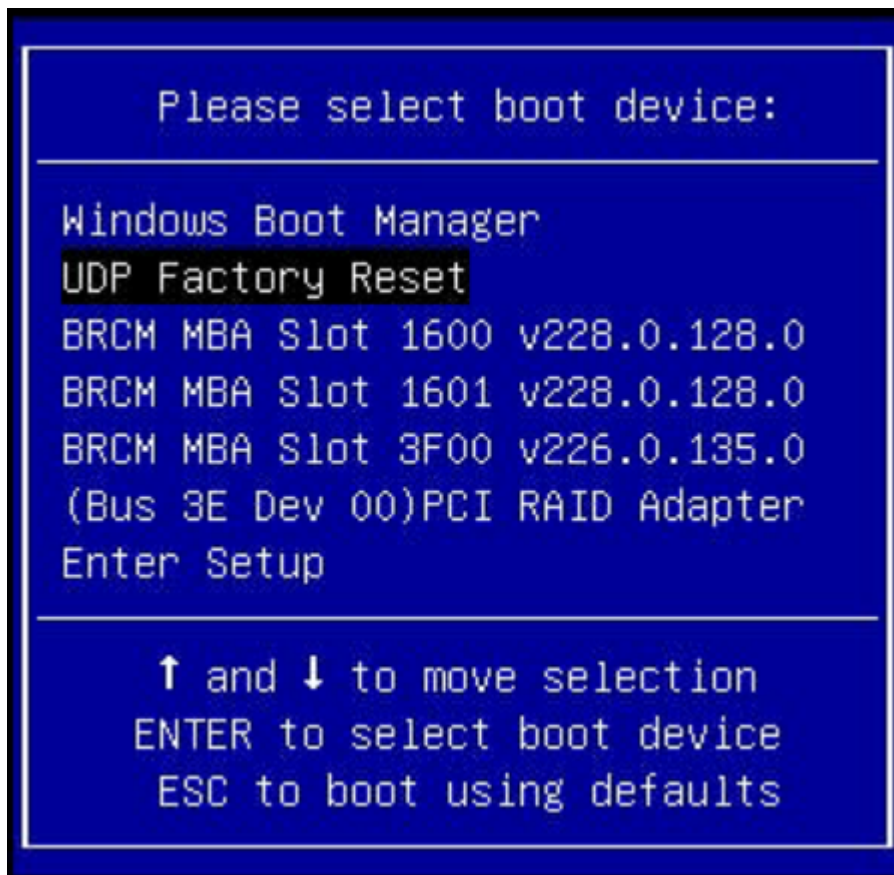 Please select boot device:
Windows Boot Manager
UDP Factory Reset
BRCM MBA Slot 1600 v228.0.128.0
BRCM MBA Slot 1601 v228.0.128.0
BRCM MBA Slot 3F00 v226.0.135.0
(Bus 3E Dev 00)PCI RAID Adapter
Enter Setup
↑ and ↓ to move selection
ENTER to select boot device
ESC to boot using defaults